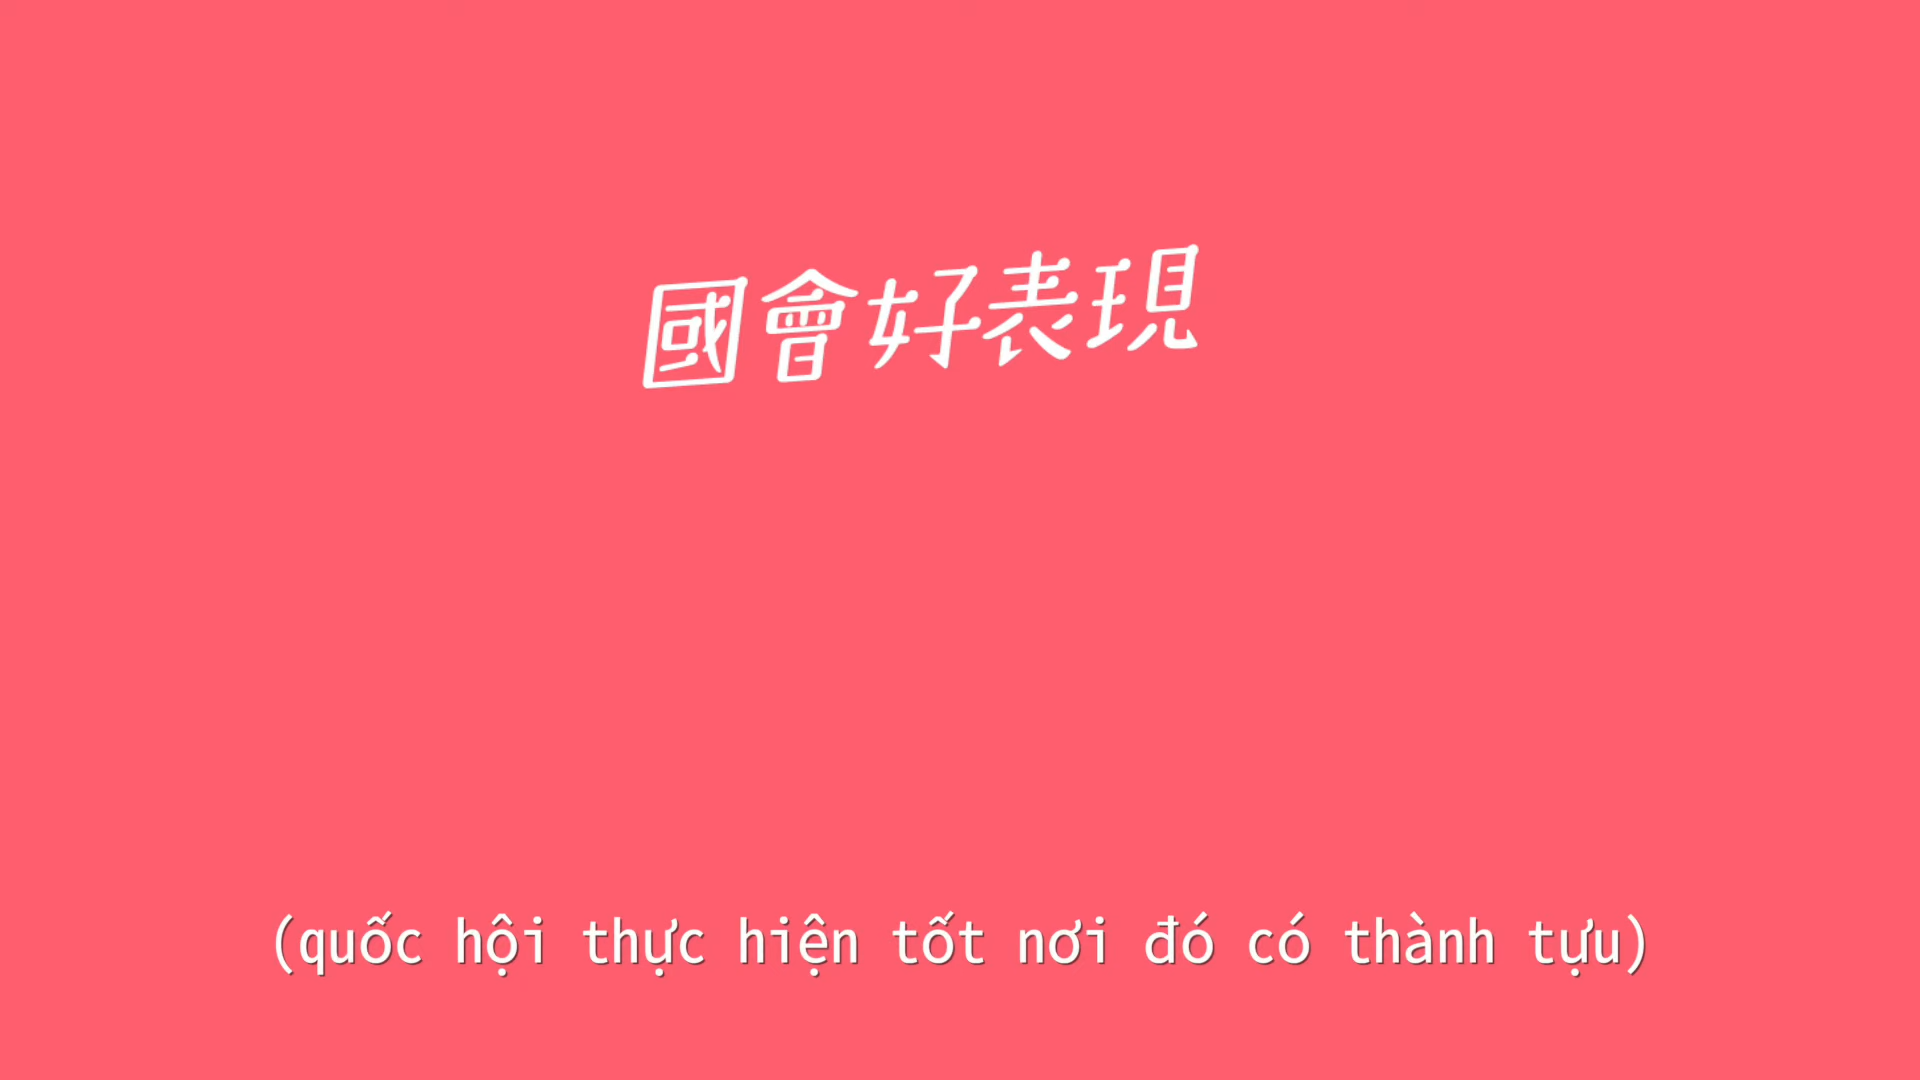 國會好表現
(quốc hội thực hiện tốt nơi đó có thành tựu)